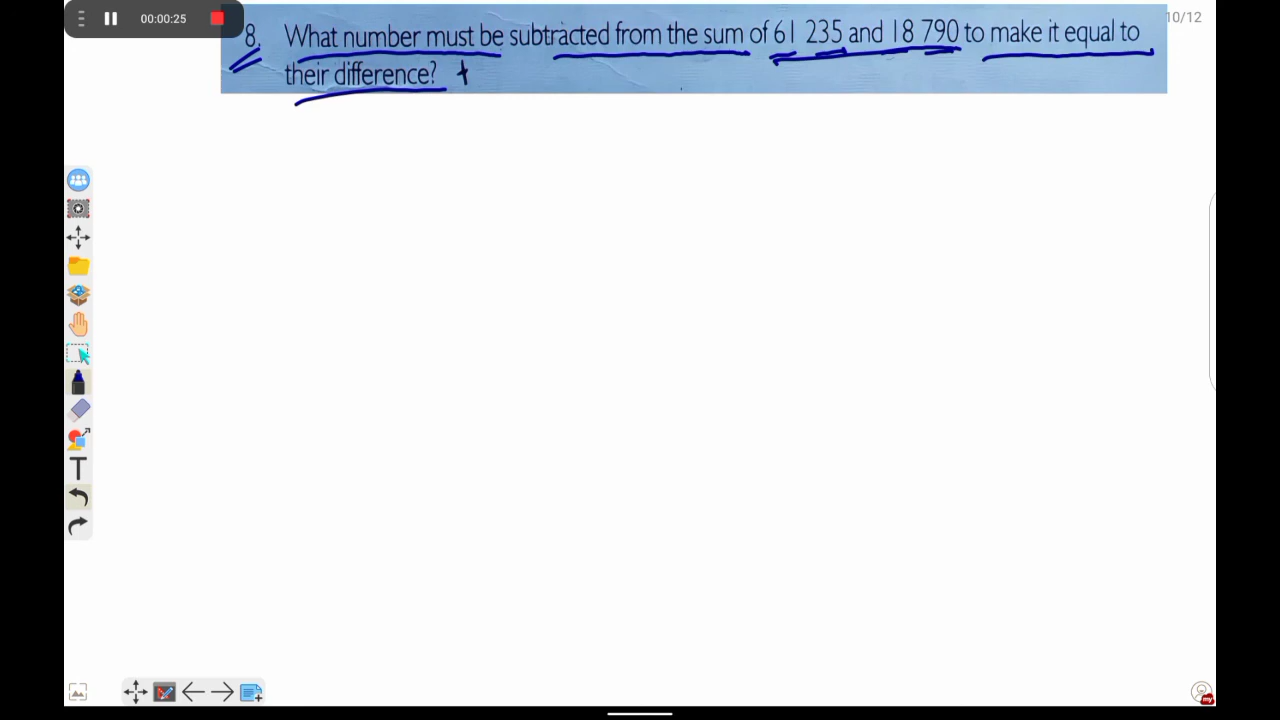 00:00:25
10/12
8. What number must be subtracted from the sum of 61 235 and 18 790 to make it equal to
their difference? +
T
my